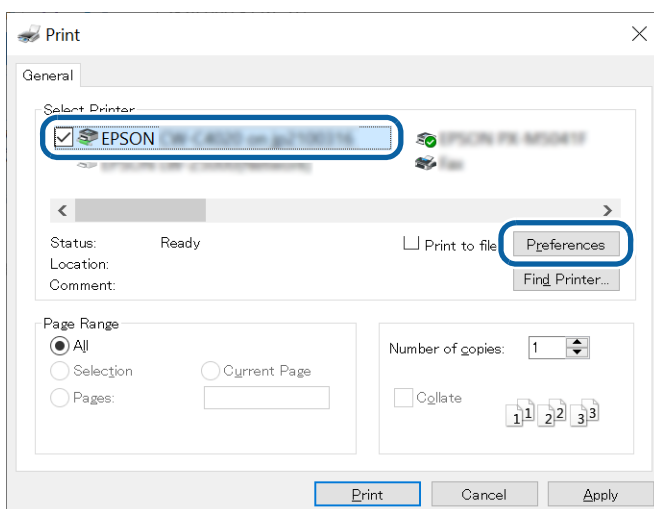 Print
General
Select Printer
EPSON
Fax
Status: Ready
Print to file
Preferences
Location:
Comment:
Find Printer...
Page Range
All
Selection
Current Page
Pages:
Number of copies: 1
Collate
1 1 2 2 3 3
Print
Cancel
Apply